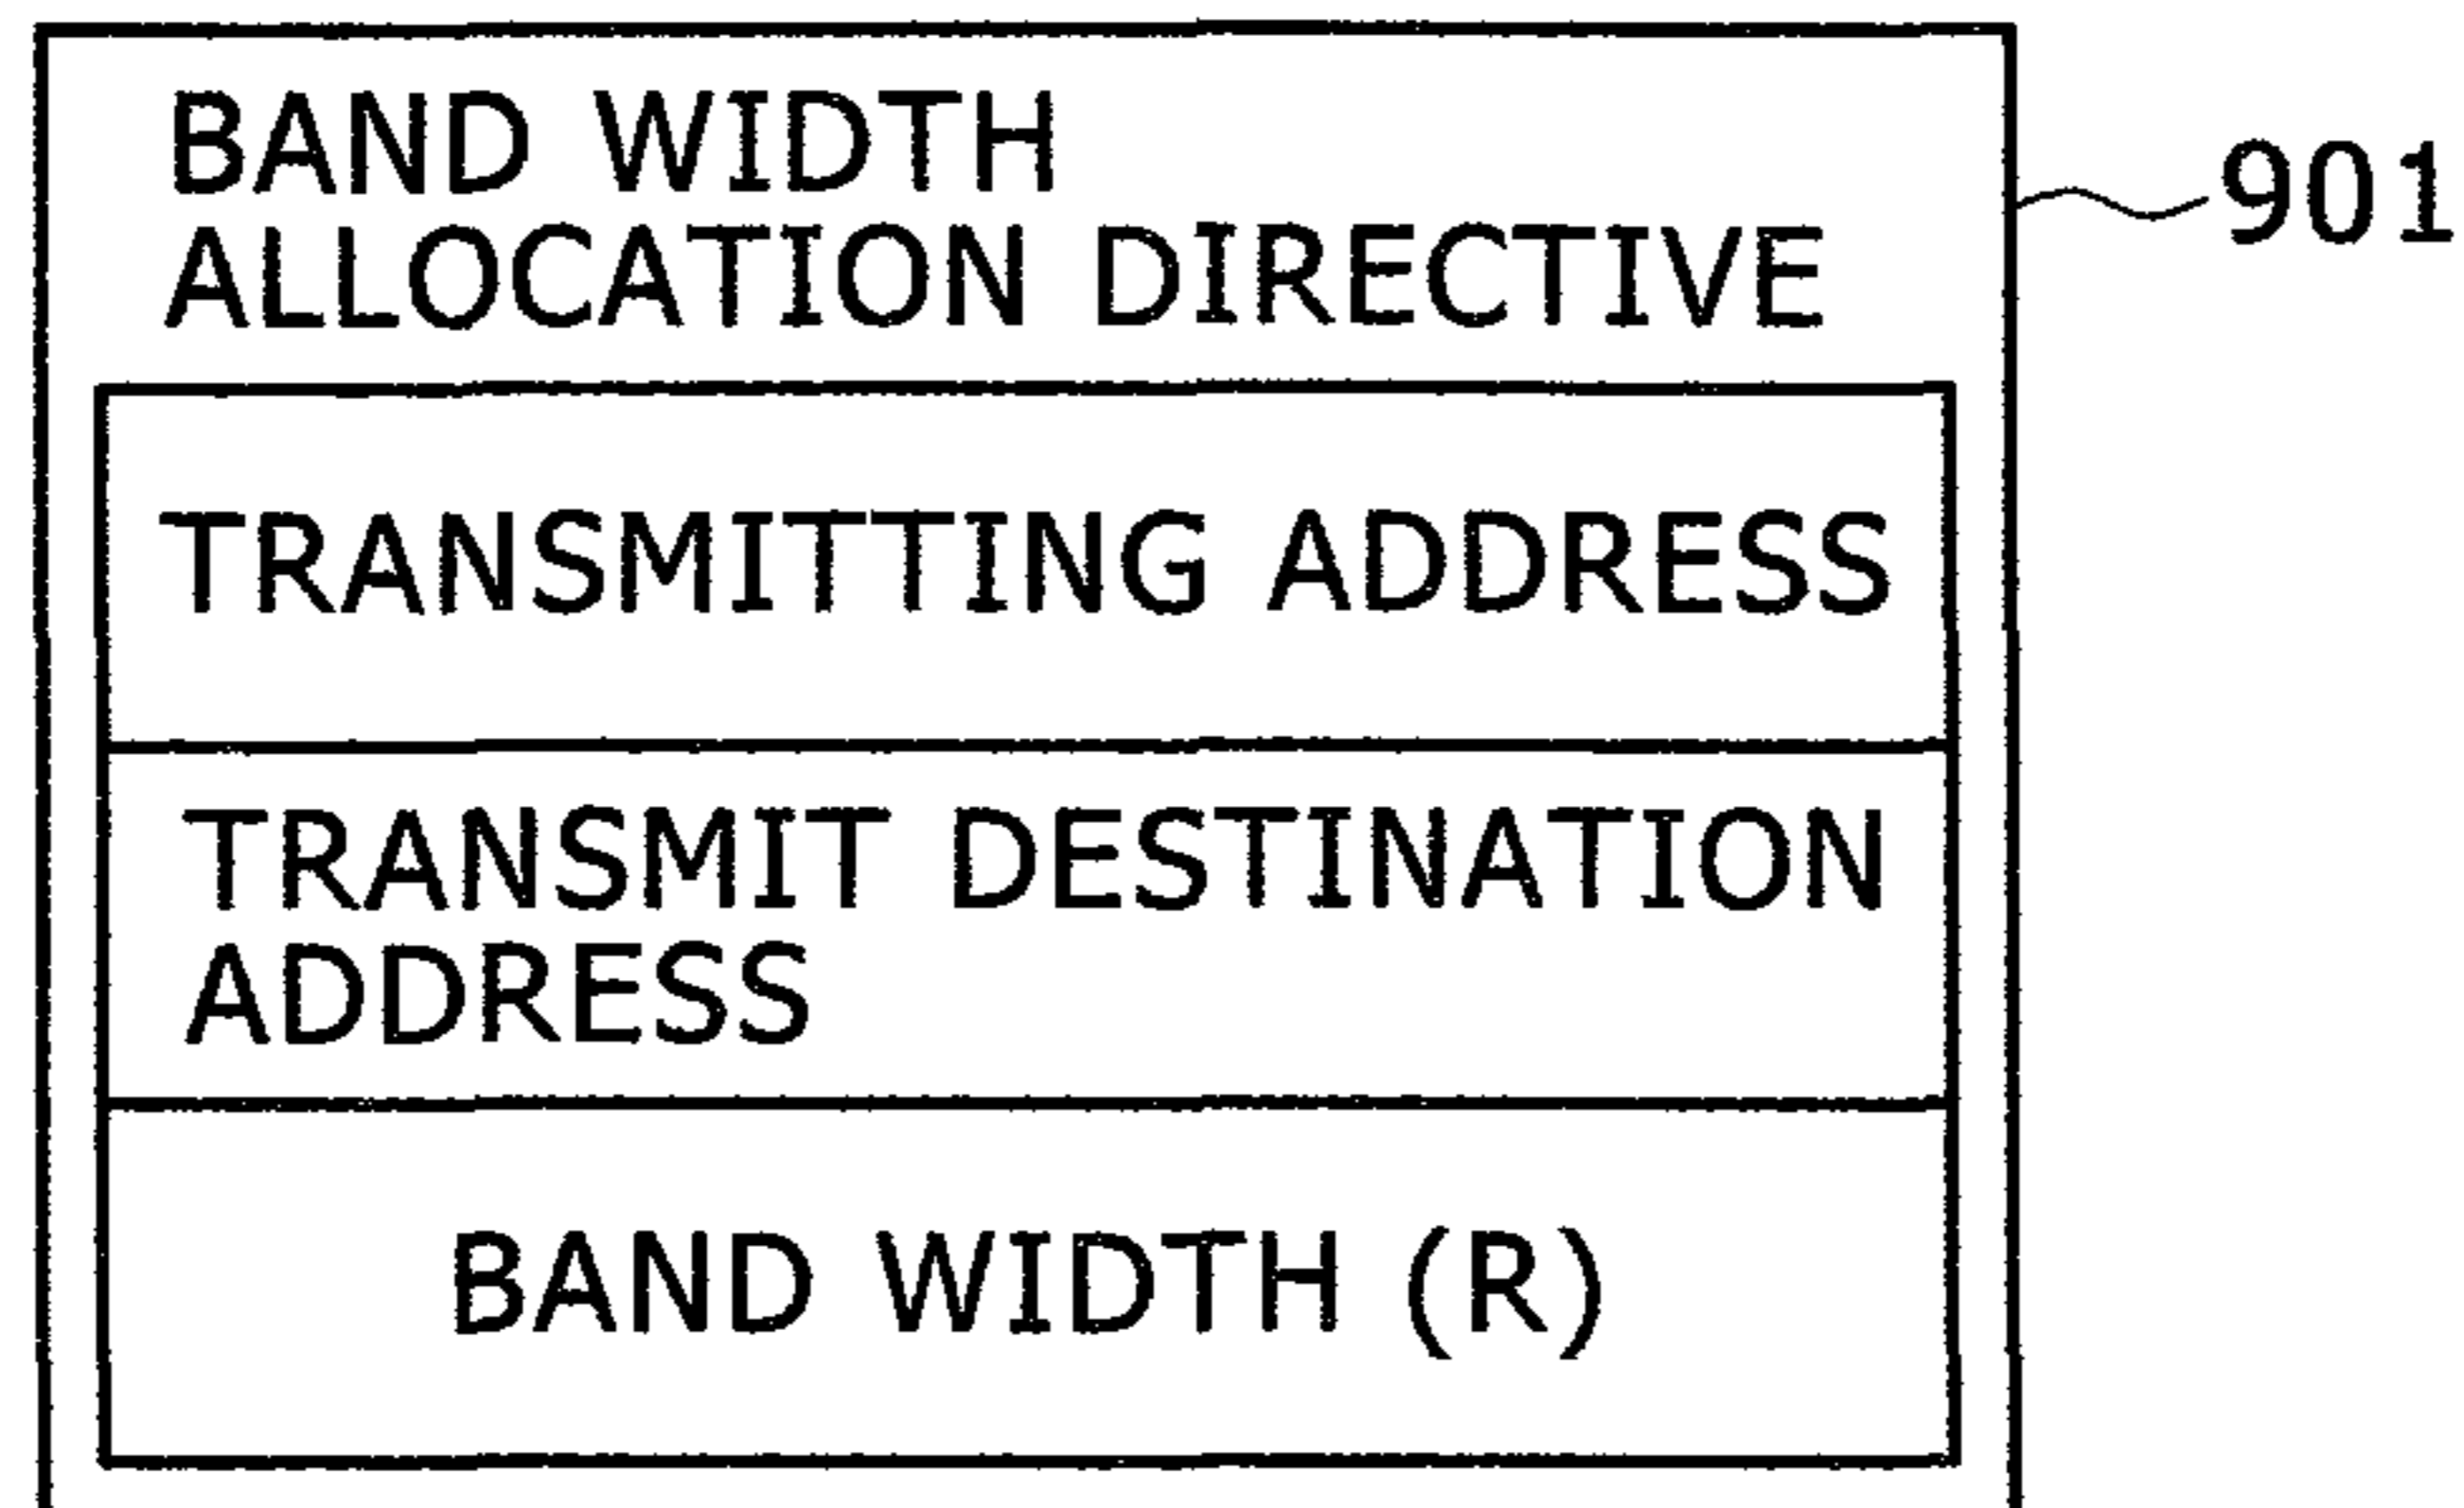 BAND WIDTH
ALLOCATION DIRECTIVE
901
TRANSMITTING ADDRESS
TRANSMIT DESTINATION
ADDRESS
BAND WIDTH (R)